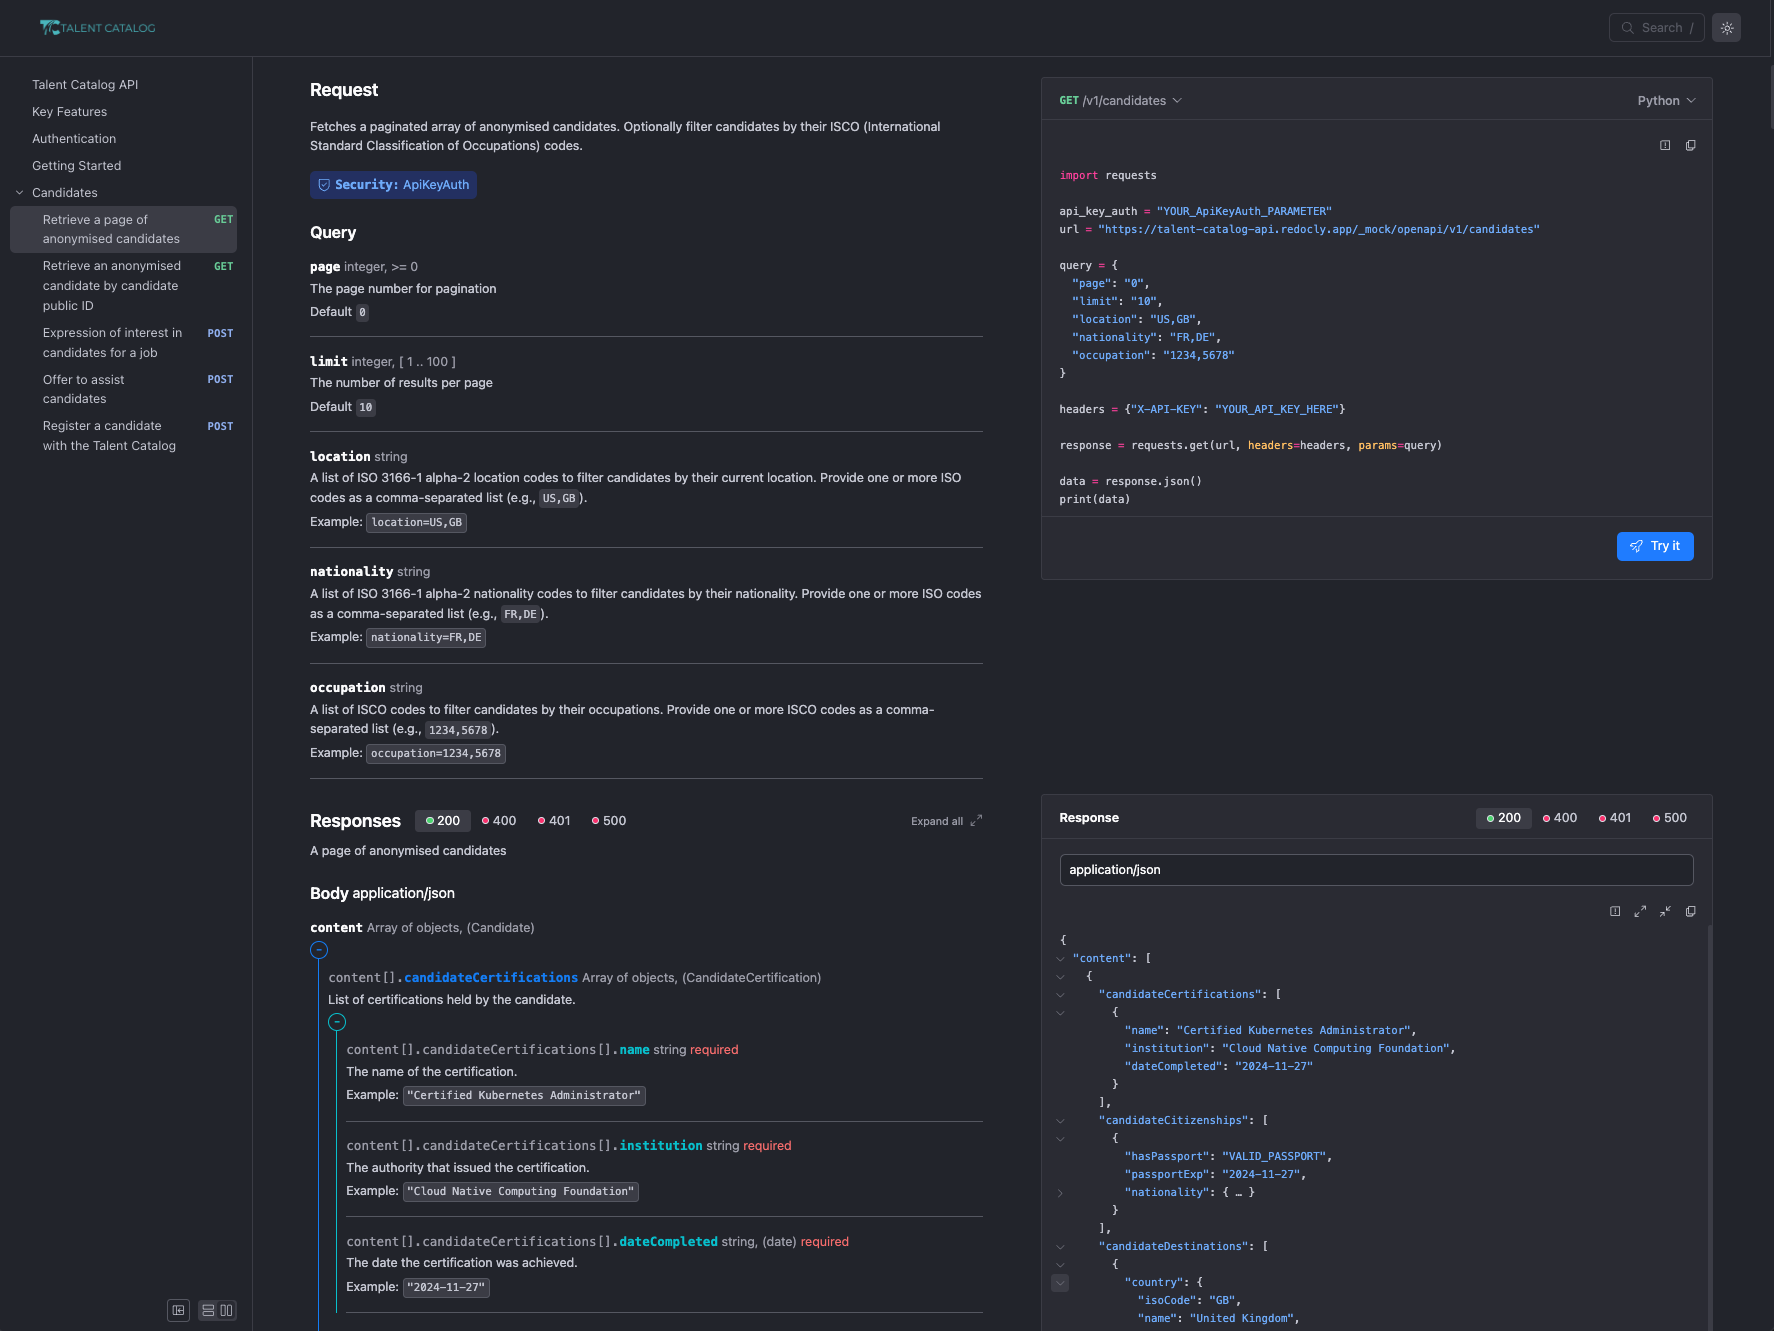 TALENT CATALOG
Search /
Talent Catalog API
Key Features
Authentication
Getting Started
Candidates
Retrieve a page of
anonymised candidates
GET
Retrieve an anonymised
candidate by candidate
public ID
GET
Expression of interest in
candidates for a job
POST
Offer to assist
candidates
POST
Register a candidate
with the Talent Catalog
POST
Request
Fetches a paginated array of anonymised candidates. Optionally filter candidates by their ISCO (International
Standard Classification of Occupations) codes.
Security: ApiKeyAuth
Query
page integer, >= 0
The page number for pagination
Default 0
limit integer, [ 1 .. 100 ]
The number of results per page
Default 10
location string
A list of ISO 3166-1 alpha-2 location codes to filter candidates by their current location. Provide one or more ISO
codes as a comma-separated list (e.g., US,GB ).
Example: location=US,GB
nationality string
A list of ISO 3166-1 alpha-2 nationality codes to filter candidates by their nationality. Provide one or more ISO codes
as a comma-separated list (e.g., FR,DE ).
Example: nationality=FR,DE
occupation string
A list of ISCO codes to filter candidates by their occupations. Provide one or more ISCO codes as a comma-
separated list (e.g., 1234,5678 ).
Example: occupation=1234,5678
Responses 200 400 401 500 Expand all
A page of anonymised candidates
Body application/json
content Array of objects, (Candidate)
content[].candidateCertifications Array of objects, (CandidateCertification)
List of certifications held by the candidate.
content[].candidateCertifications[].name string required
The name of the certification.
Example: "Certified Kubernetes Administrator"
content[].candidateCertifications[].institution string required
The authority that issued the certification.
Example: "Cloud Native Computing Foundation"
content[].candidateCertifications[].dateCompleted string, (date) required
The date the certification was achieved.
Example: "2024-11-27"
GET /v1/candidates
Python
import requests
api_key_auth = "YOUR_ApiKeyAuth_PARAMETER"
url = "https://talent-catalog-api.redocly.app/_mock/openapi/v1/candidates"
query = {
"page": "0",
"limit": "10",
"location": "US,GB",
"nationality": "FR,DE",
"occupation": "1234,5678"
}
headers = {"X-API-KEY": "YOUR_API_KEY_HERE"}
response = requests.get(url, headers=headers, params=query)
data = response.json()
print(data)
Try it
Response 200 400 401 500
application/json
{
"content": [
{
"candidateCertifications": [
{
"name": "Certified Kubernetes Administrator",
"institution": "Cloud Native Computing Foundation",
"dateCompleted": "2024-11-27"
}
],
"candidateCitizenships": [
{
"hasPassport": "VALID_PASSPORT",
"passportExp": "2024-11-27",
"nationality": { … }
}
],
"candidateDestinations": [
{
"country": {
"isoCode": "GB",
"name": "United Kingdom",